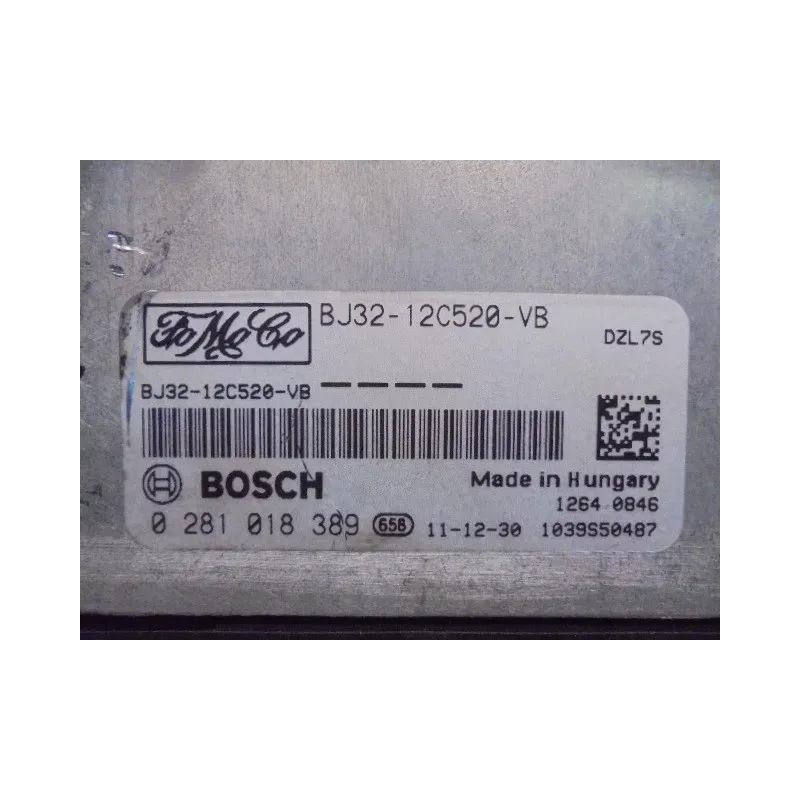 FoMoCo BJ32-12C520-VB
DZL7S
BJ32-12C520-VB — — — —
BOSCH Made in Hungary
1264 0846
0 281 018 389 658 11-12-30 1039S50487